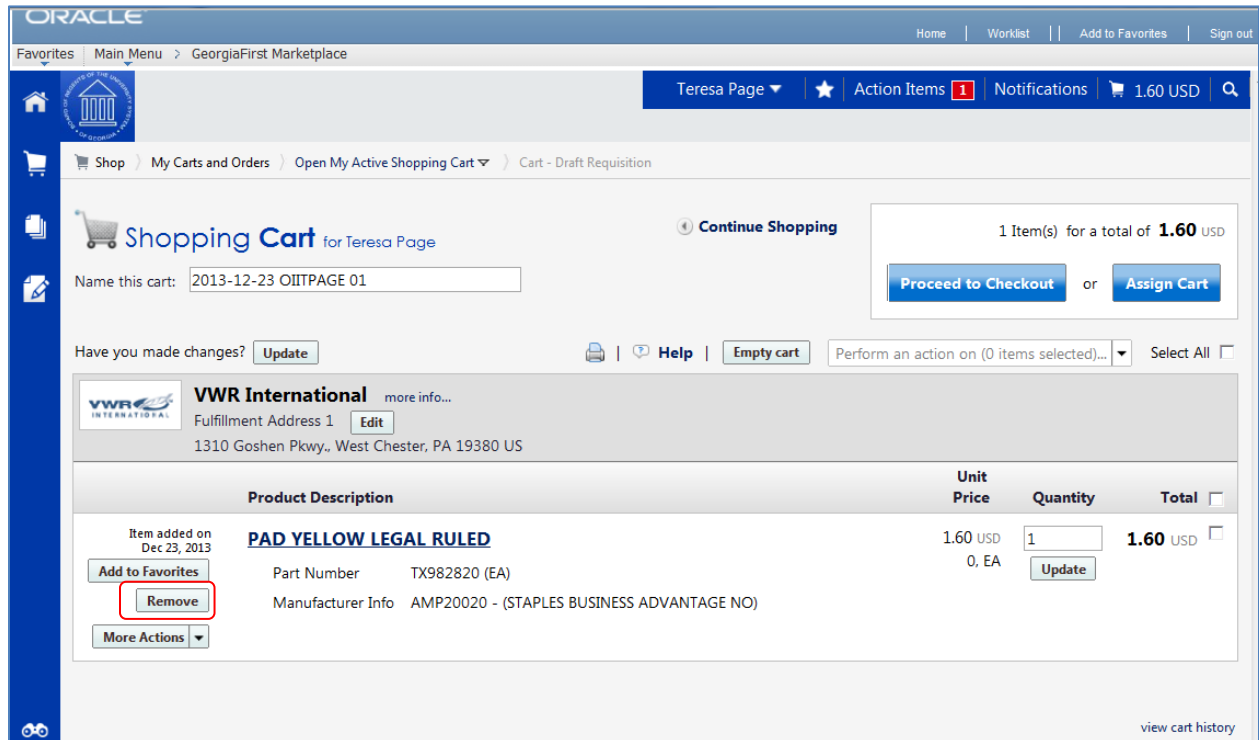 ORACLE
Home | Worklist | | Add to Favorites | Sign out
Favorites Main Menu > GeorgiaFirst Marketplace
Teresa Page Action Items 1 Notifications 1.60 USD
Shop My Carts and Orders Open My Active Shopping Cart Cart - Draft Requisition
Shopping Cart for Teresa Page
Continue Shopping
1 Item(s) for a total of 1.60 USD
Name this cart: 2013-12-23 OIITPAGE 01
Proceed to Checkout or Assign Cart
Have you made changes? Update | Help | Empty cart Perform an action on (0 items selected)... Select All
VWR INTERNATIONAL
VWR International more info...
Fulfillment Address 1 Edit
1310 Goshen Pkwy., West Chester, PA 19380 US
Product Description Unit Price Quantity Total
Item added on Dec 23, 2013
PAD YELLOW LEGAL RULED
1.60 USD 1 1.60 USD
0, EA Update
Add to Favorites
Part Number TX982820 (EA)
Remove
Manufacturer Info AMP20020 - (STAPLES BUSINESS ADVANTAGE NO)
More Actions
view cart history